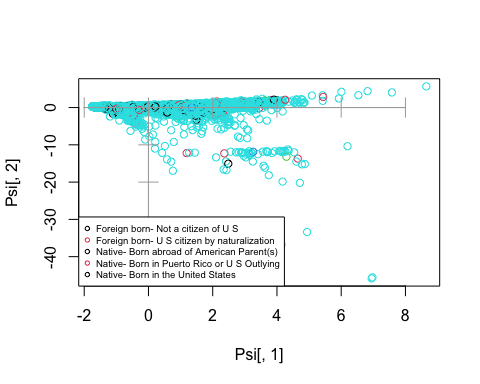 Psi[, 2]
0
-10
-20
-30
-40
Foreign born- Not a citizen of U S
Foreign born- U S citizen by naturalization
Native- Born abroad of American Parent(s)
Native- Born in Puerto Rico or U S Outlying
Native- Born in the United States
-2 0 2 4 6 8
Psi[, 1]